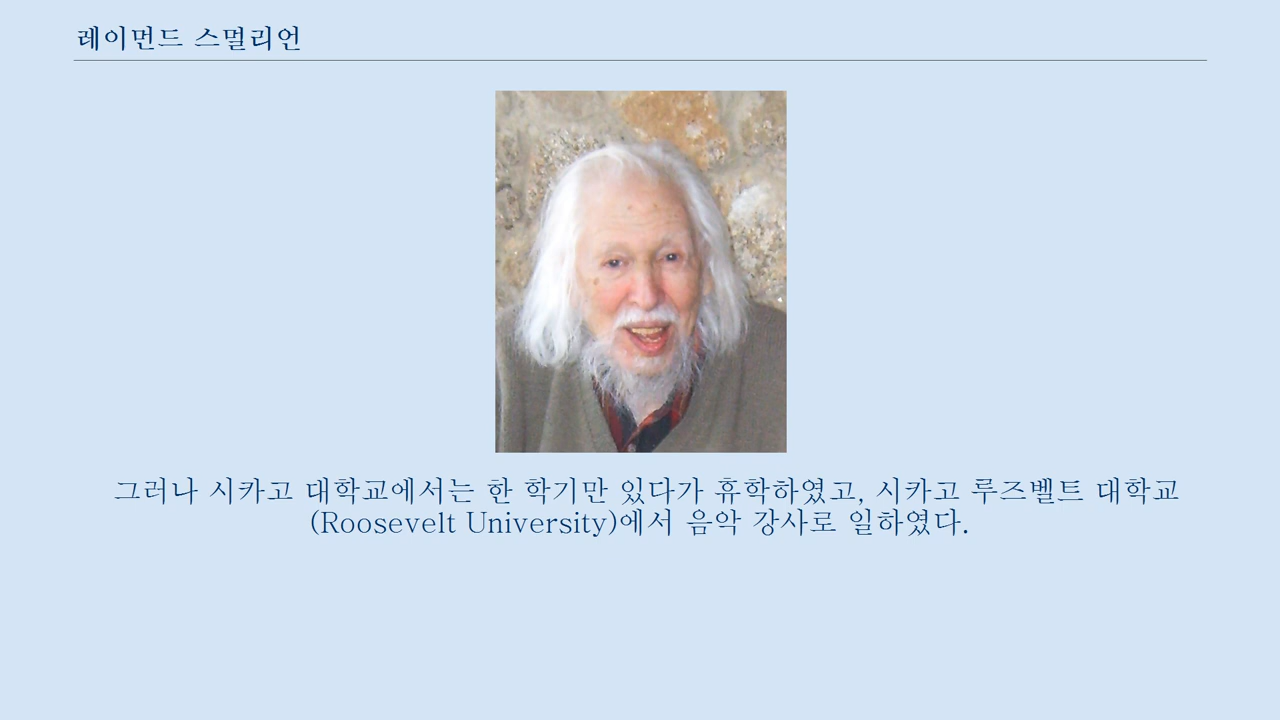 레이먼드 스멀리언
그러나 시카고 대학교에서는 한 학기만 있다가 휴학하였고, 시카고 루즈벨트 대학교
(Roosevelt University)에서 음악 강사로 일하였다.